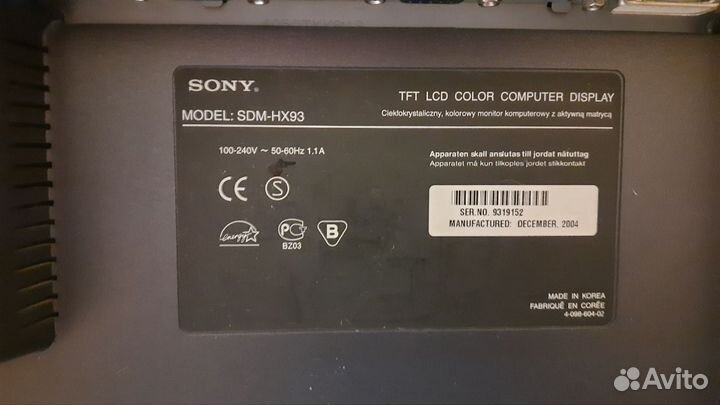 SONY.
TFT LCD COLOR COMPUTER DISPLAY
MODEL: SDM-HX93
Ciekłokrystaliczny, kolorowy monitor komputerowy z aktywną matrycą
100-240V ~ 50-60Hz 1.1A
Apparaten skall anslutas till jordat nätuttag
Apparatet må kun tilkoples jordet stikkontakt
CE
S
SER.NO. 9319152
MANUFACTURED: DECEMBER, 2004
energy
PC
B
BZ03
MADE IN KOREA
FABRIQUÉ EN CORÉE
4-098-604-02
Avito